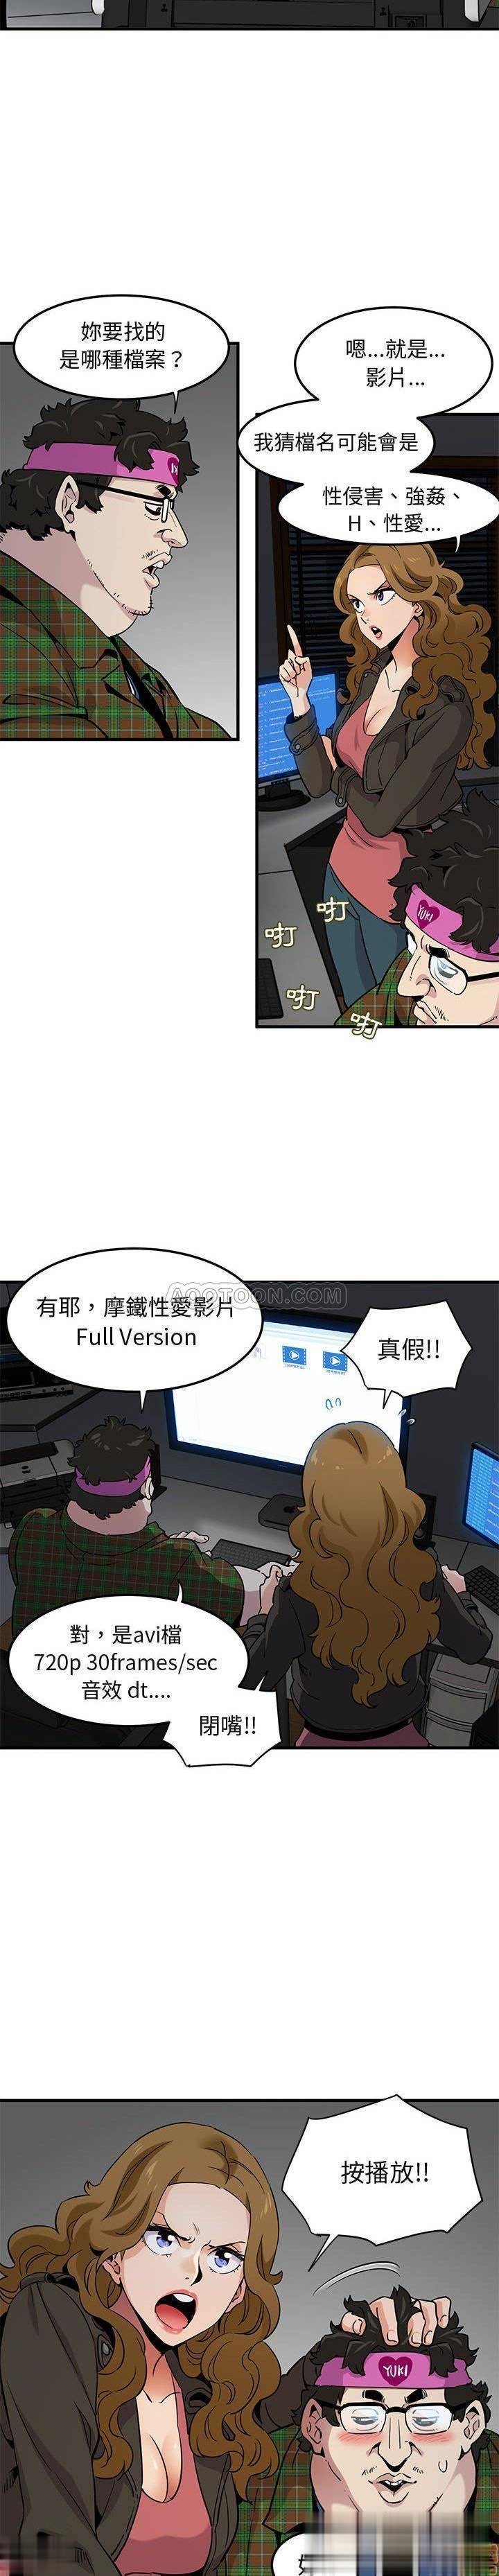 妳要找的
是哪種檔案？
嗯...就是...
影片...
我猜檔名可能會是
性侵害、強姦、
H、性愛...
YUKI
叮
叮
叮
叮
有耶，摩鐵性愛影片
Full Version
AOOTOON.COM
真假!!
對，是avi檔
720p 30frames/sec
音效 dt....
閉嘴!!
按播放!!
YUKI